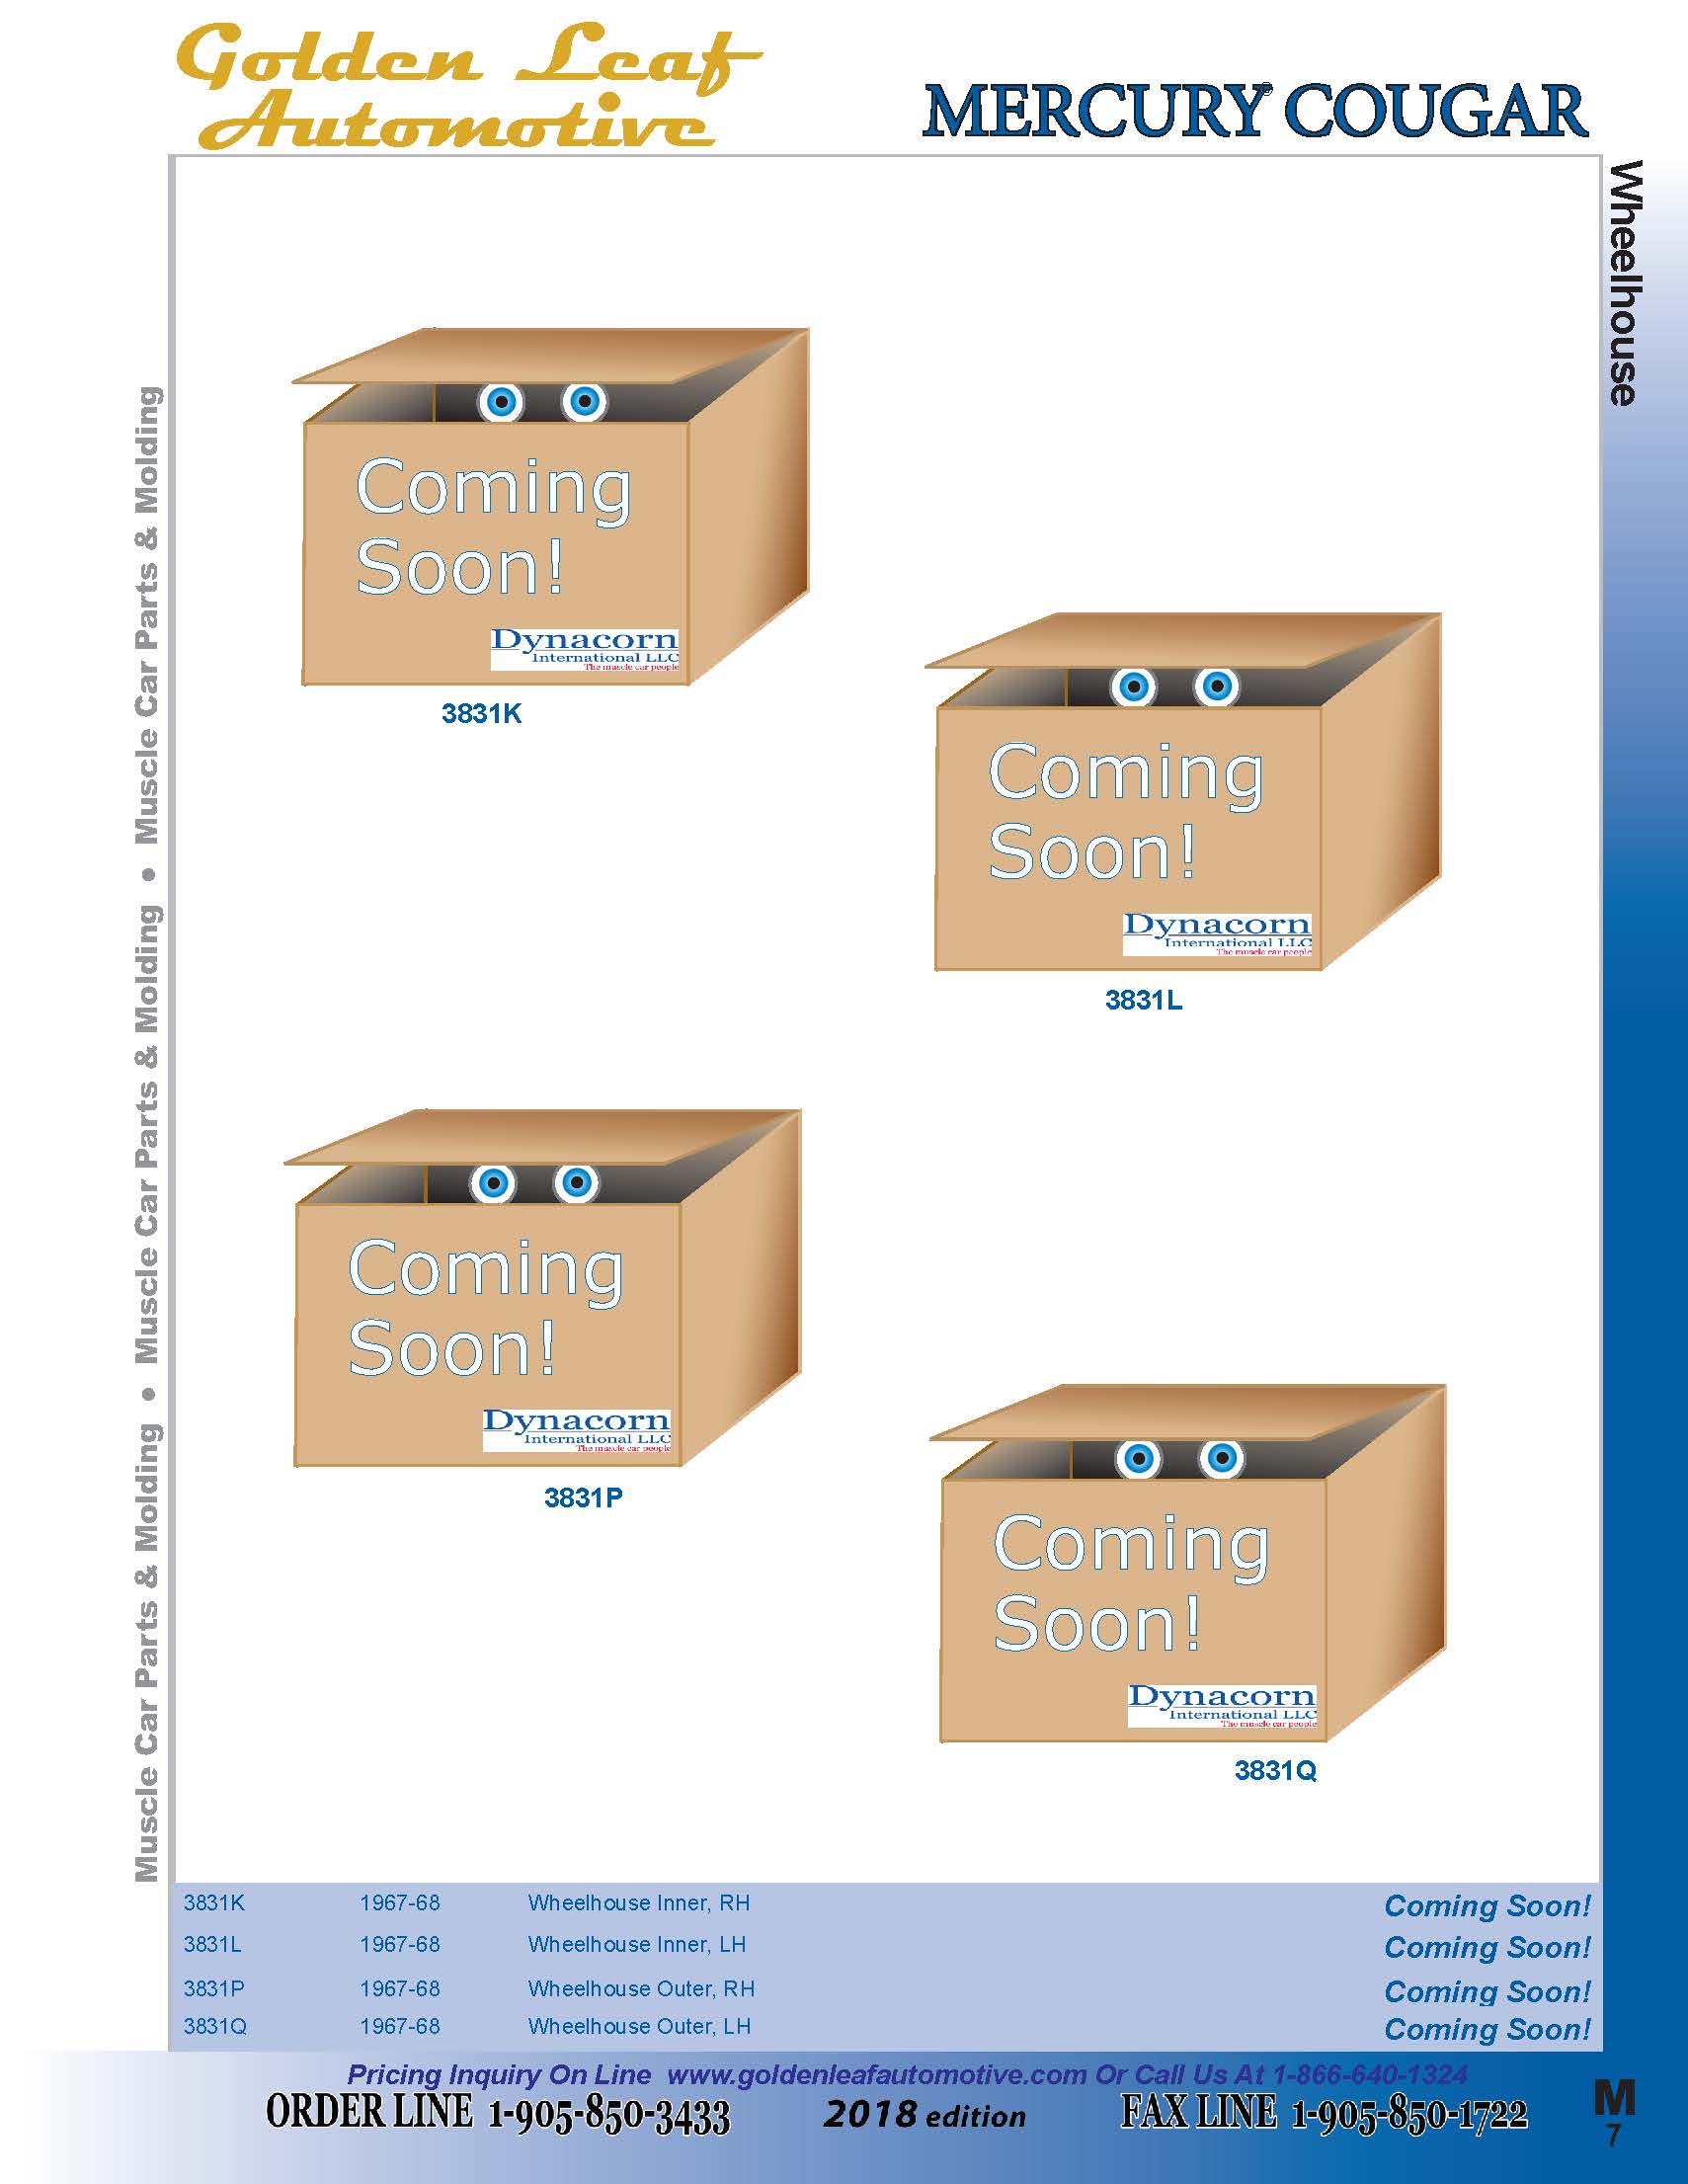 Golden Leaf
Automotive
MERCURY® COUGAR
Wheelhouse
Muscle Car Parts & Molding • Muscle Car Parts & Molding • Muscle Car Parts & Molding
Coming
Soon!
Dynacorn
International LLC
The muscle car people
3831K
Coming
Soon!
Dynacorn
International LLC
The muscle car people
3831L
Coming
Soon!
Dynacorn
International LLC
The muscle car people
3831P
Coming
Soon!
Dynacorn
International LLC
The muscle car people
3831Q
3831K 1967-68 Wheelhouse Inner, RH Coming Soon!
3831L 1967-68 Wheelhouse Inner, LH Coming Soon!
3831P 1967-68 Wheelhouse Outer, RH Coming Soon!
3831Q 1967-68 Wheelhouse Outer, LH Coming Soon!
Pricing Inquiry On Line www.goldenleafautomotive.com Or Call Us At 1-866-640-1324
ORDER LINE 1-905-850-3433 2018 edition FAX LINE 1-905-850-1722
M
7